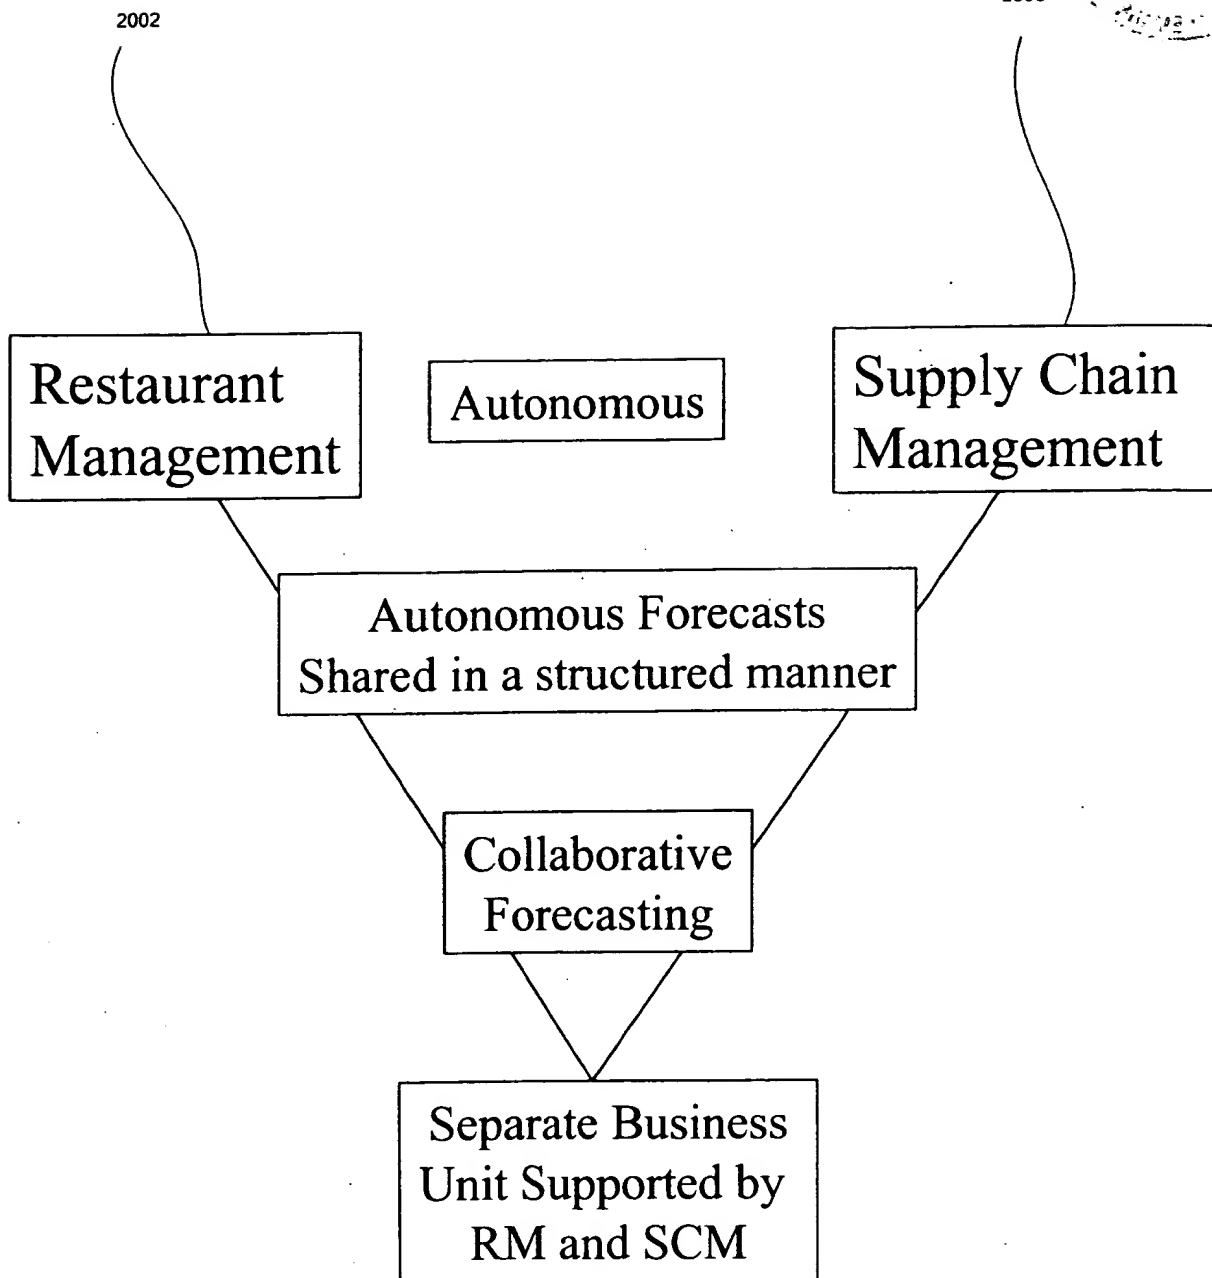 2002
Restaurant
Management
Autonomous
Supply Chain
Management
Autonomous Forecasts
Shared in a structured manner
Collaborative
Forecasting
Separate Business
Unit Supported by
RM and SCM